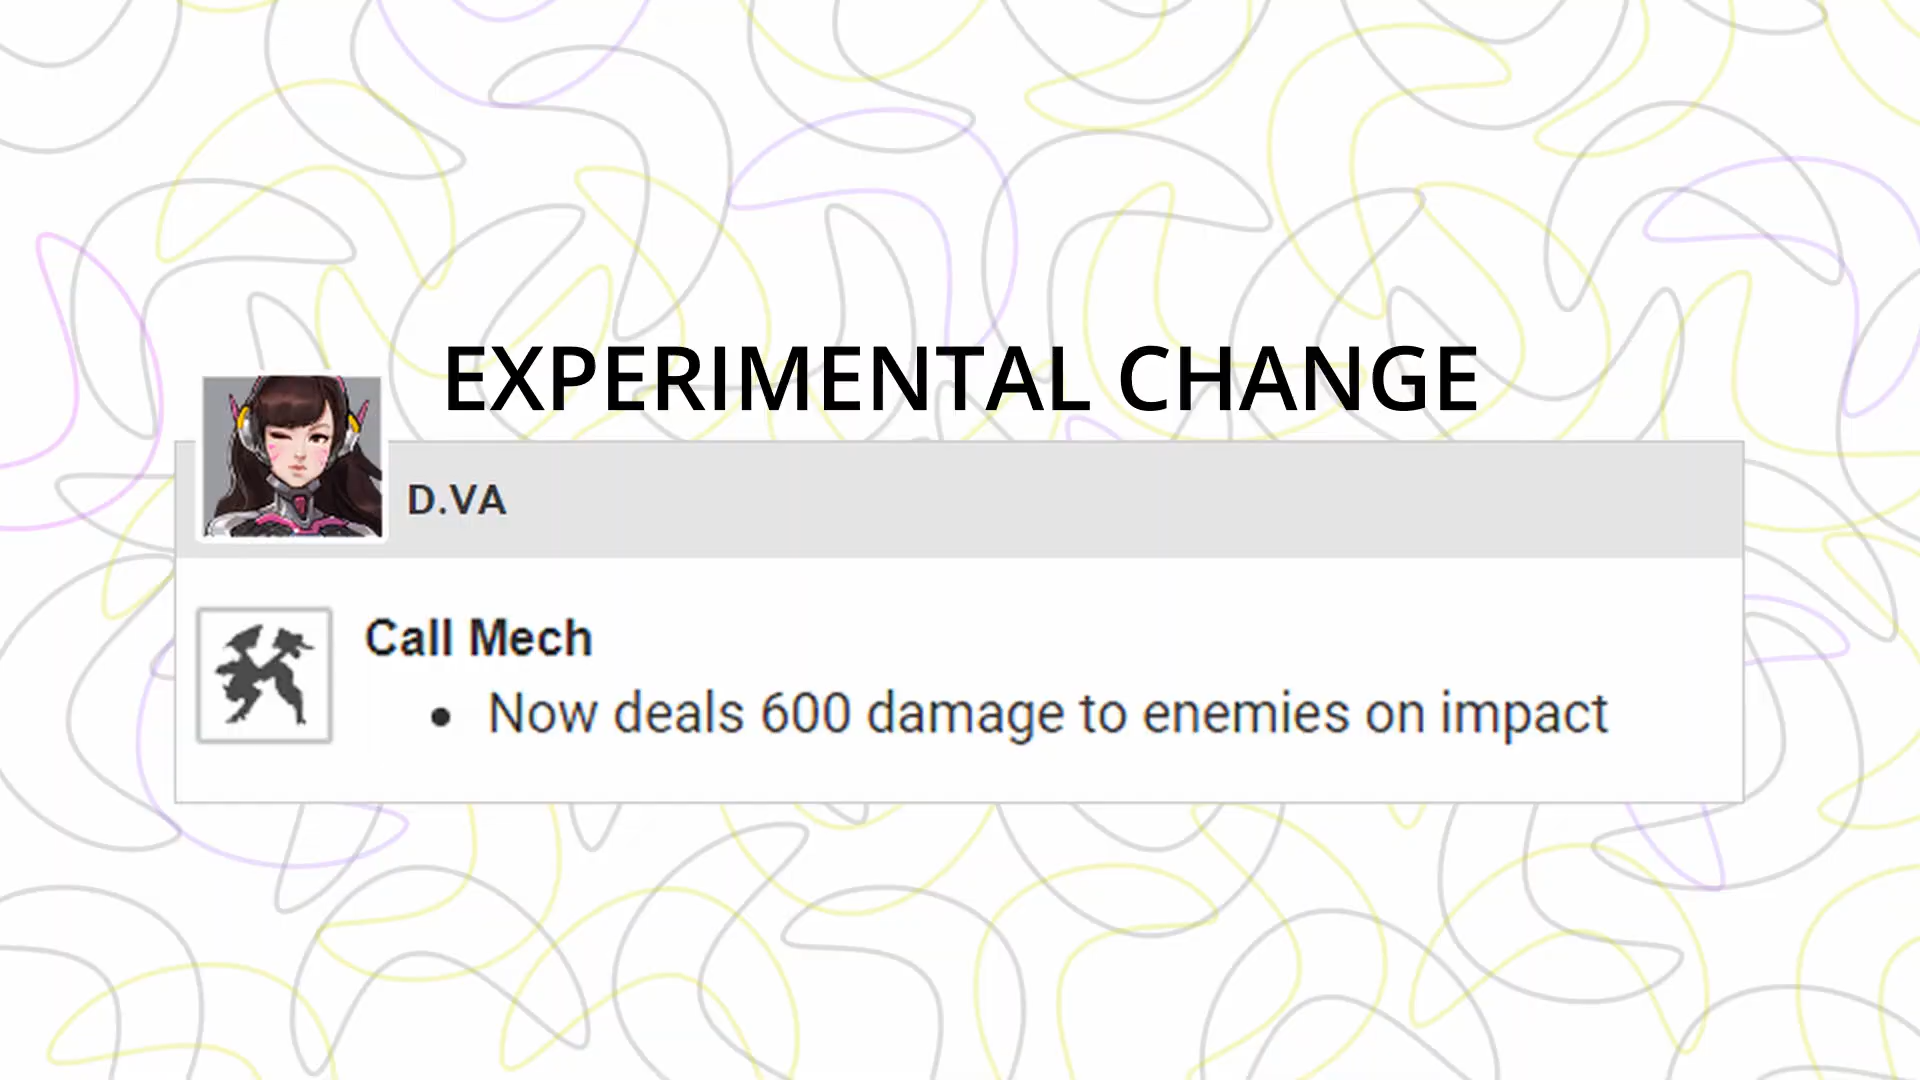 EXPERIMENTAL CHANGE
D.VA
Call Mech
• Now deals 600 damage to enemies on impact